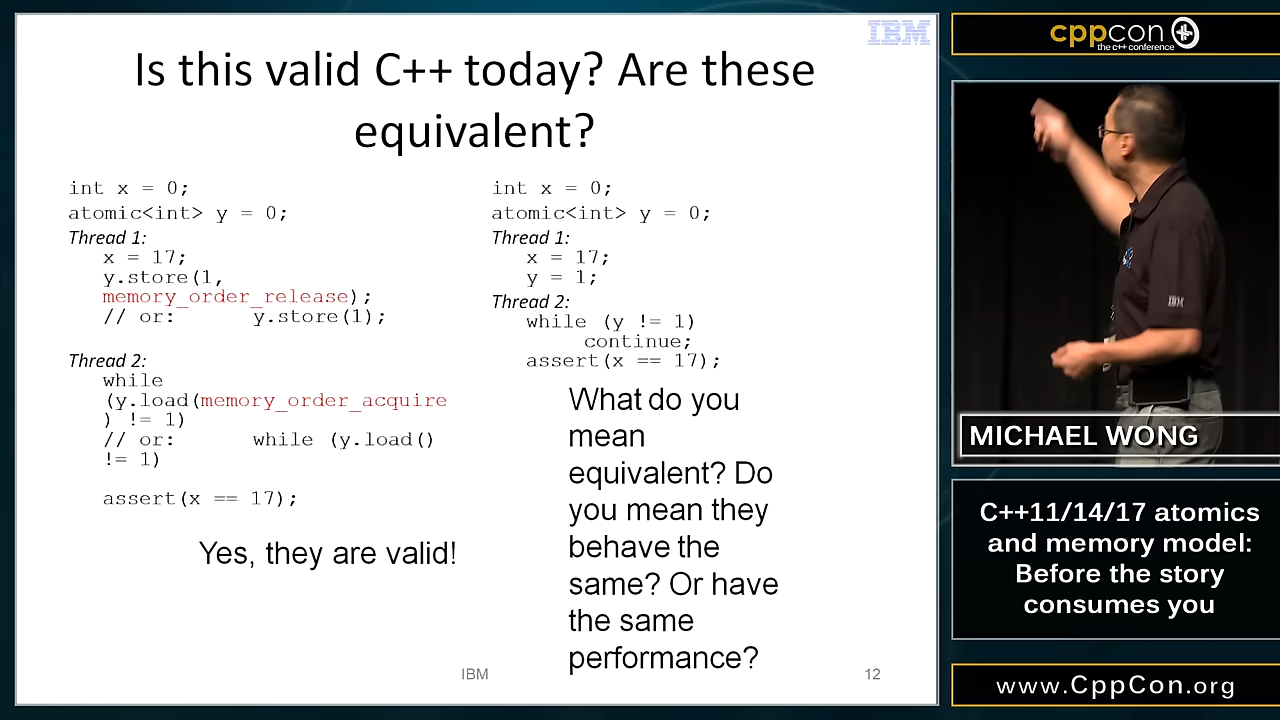 IBM
Is this valid C++ today? Are these
equivalent?
int x = 0;
atomic<int> y = 0;
Thread 1:
x = 17;
y.store(1,
memory_order_release);
// or: y.store(1);
Thread 2:
while
(y.load(memory_order_acquire
) != 1)
// or: while (y.load()
!= 1)
assert(x == 17);
Yes, they are valid!
int x = 0;
atomic<int> y = 0;
Thread 1:
x = 17;
y = 1;
Thread 2:
while (y != 1)
continue;
assert(x == 17);
What do you
mean
equivalent? Do
you mean they
behave the
same? Or have
the same
performance?
IBM
12
cppcon
the c++ conference
IBM
MICHAEL WONG
C++11/14/17 atomics
and memory model:
Before the story
consumes you
www.CppCon.org